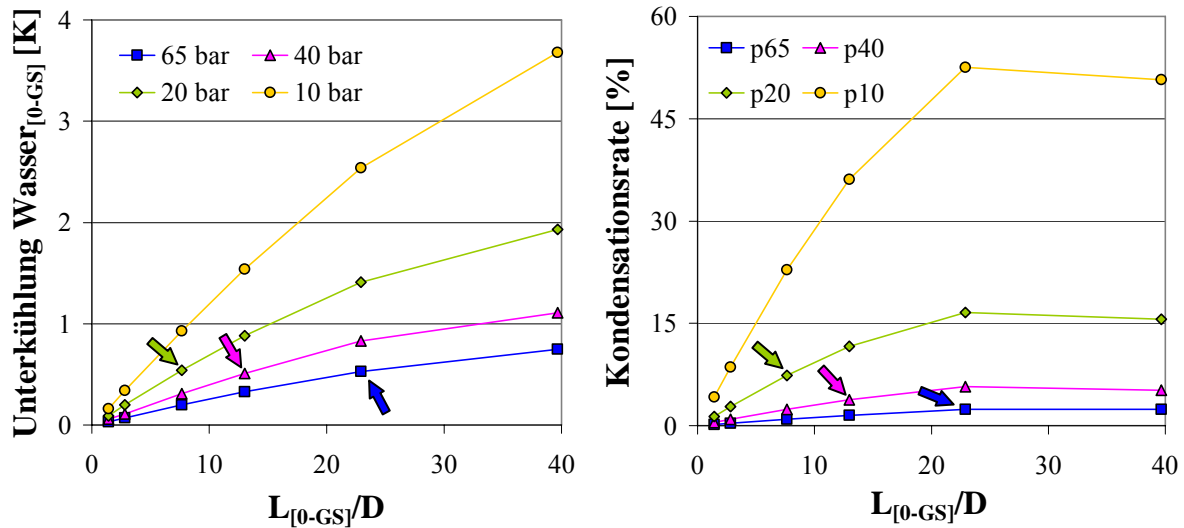 Unterkühlung Wasser[0-GS] [K]
4
3
2
1
0
65 bar
40 bar
20 bar
10 bar
0
10
20
30
40
L[0-GS]/D
Kondensationsrate [%]
60
45
30
15
0
p65
p40
p20
p10
0
10
20
30
40
L[0-GS]/D